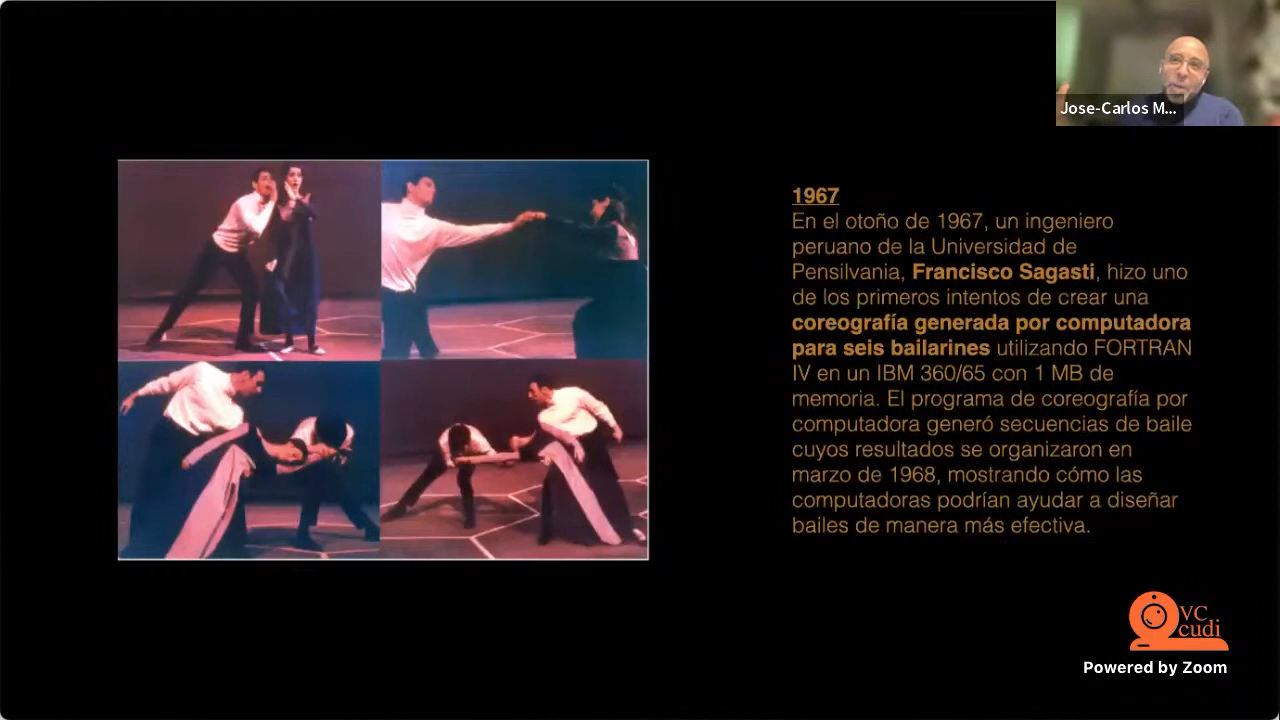 Jose-Carlos M...
1967
En el otoño de 1967, un ingeniero
peruano de la Universidad de
Pensilvania, Francisco Sagasti, hizo uno
de los primeros intentos de crear una
coreografía generada por computadora
para seis bailarines utilizando FORTRAN
IV en un IBM 360/65 con 1 MB de
memoria. El programa de coreografía por
computadora generó secuencias de baile
cuyos resultados se organizaron en
marzo de 1968, mostrando cómo las
computadoras podrían ayudar a diseñar
bailes de manera más efectiva.
VC
cudi
Powered by Zoom